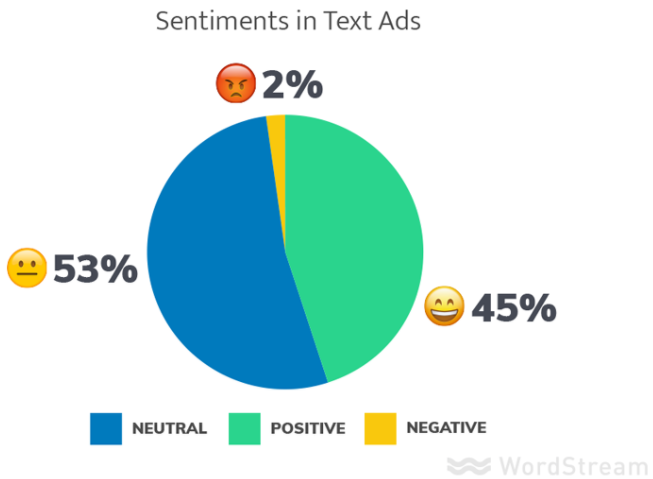 Sentiments in Text Ads
2%
53%
45%
NEUTRAL POSITIVE NEGATIVE
WordStream